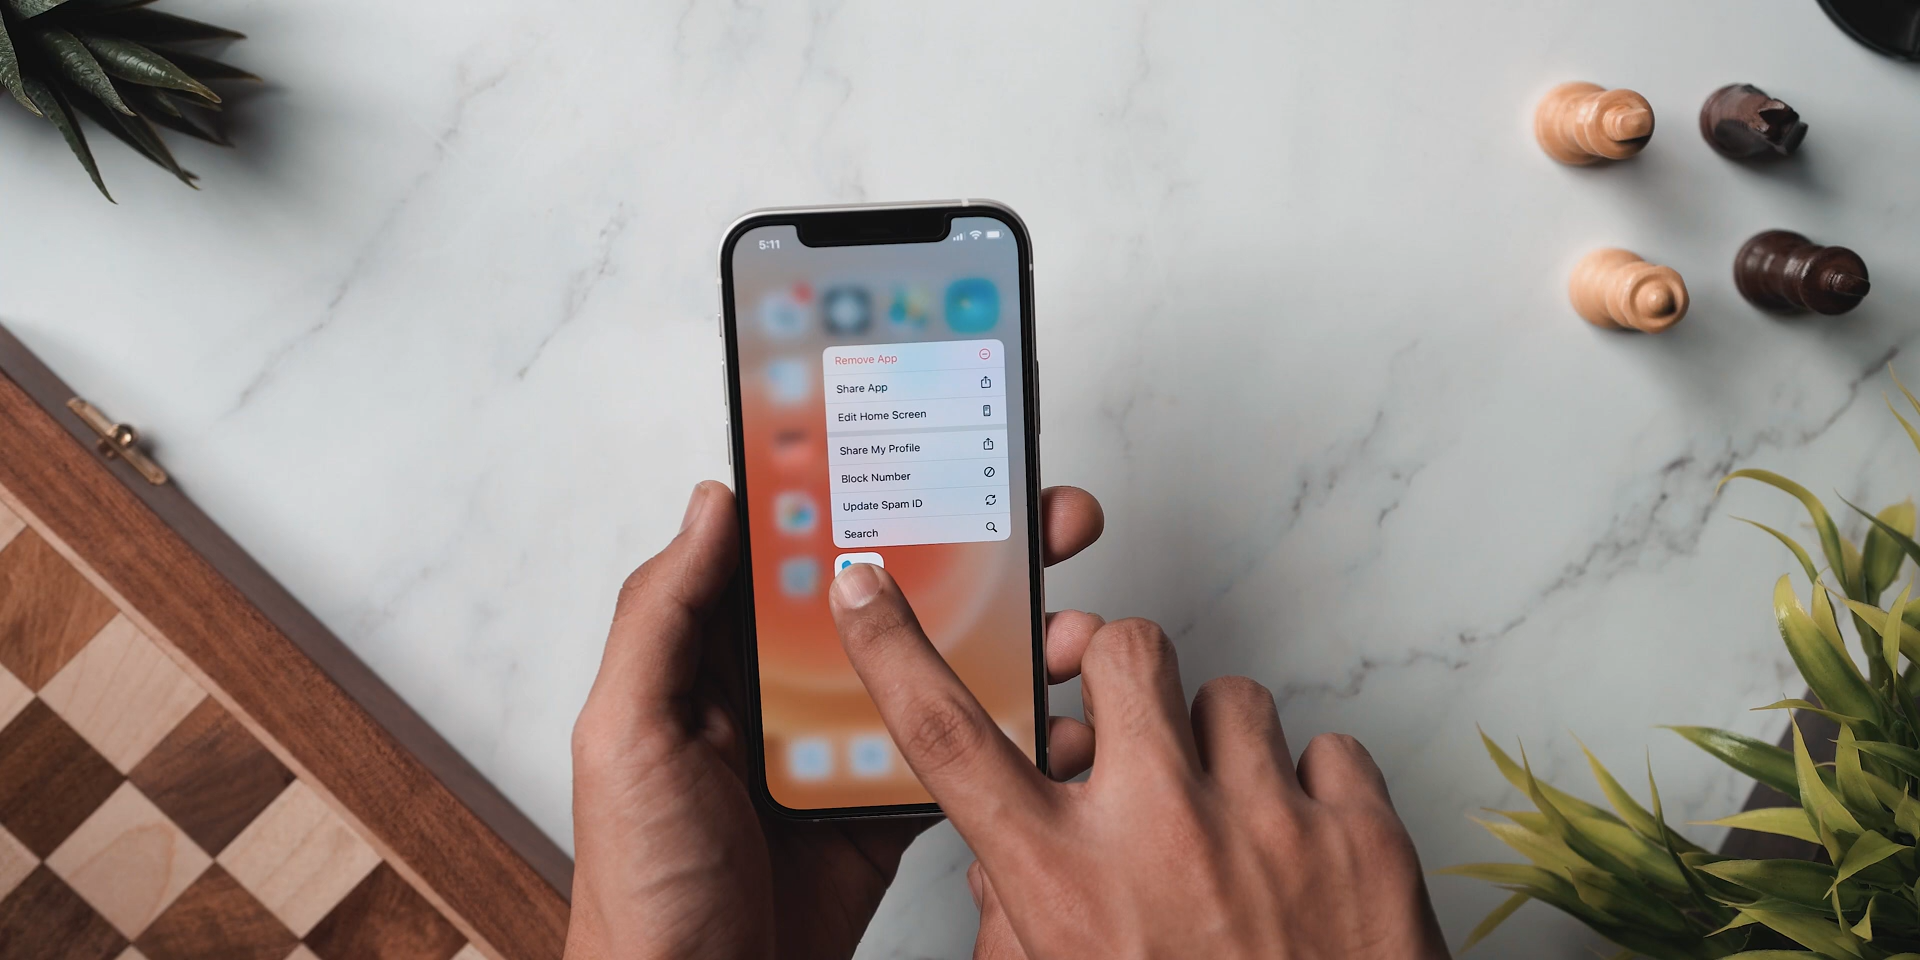 5:11
Remove App
Share App
Edit Home Screen
Share My Profile
Block Number
Update Spam ID
Search